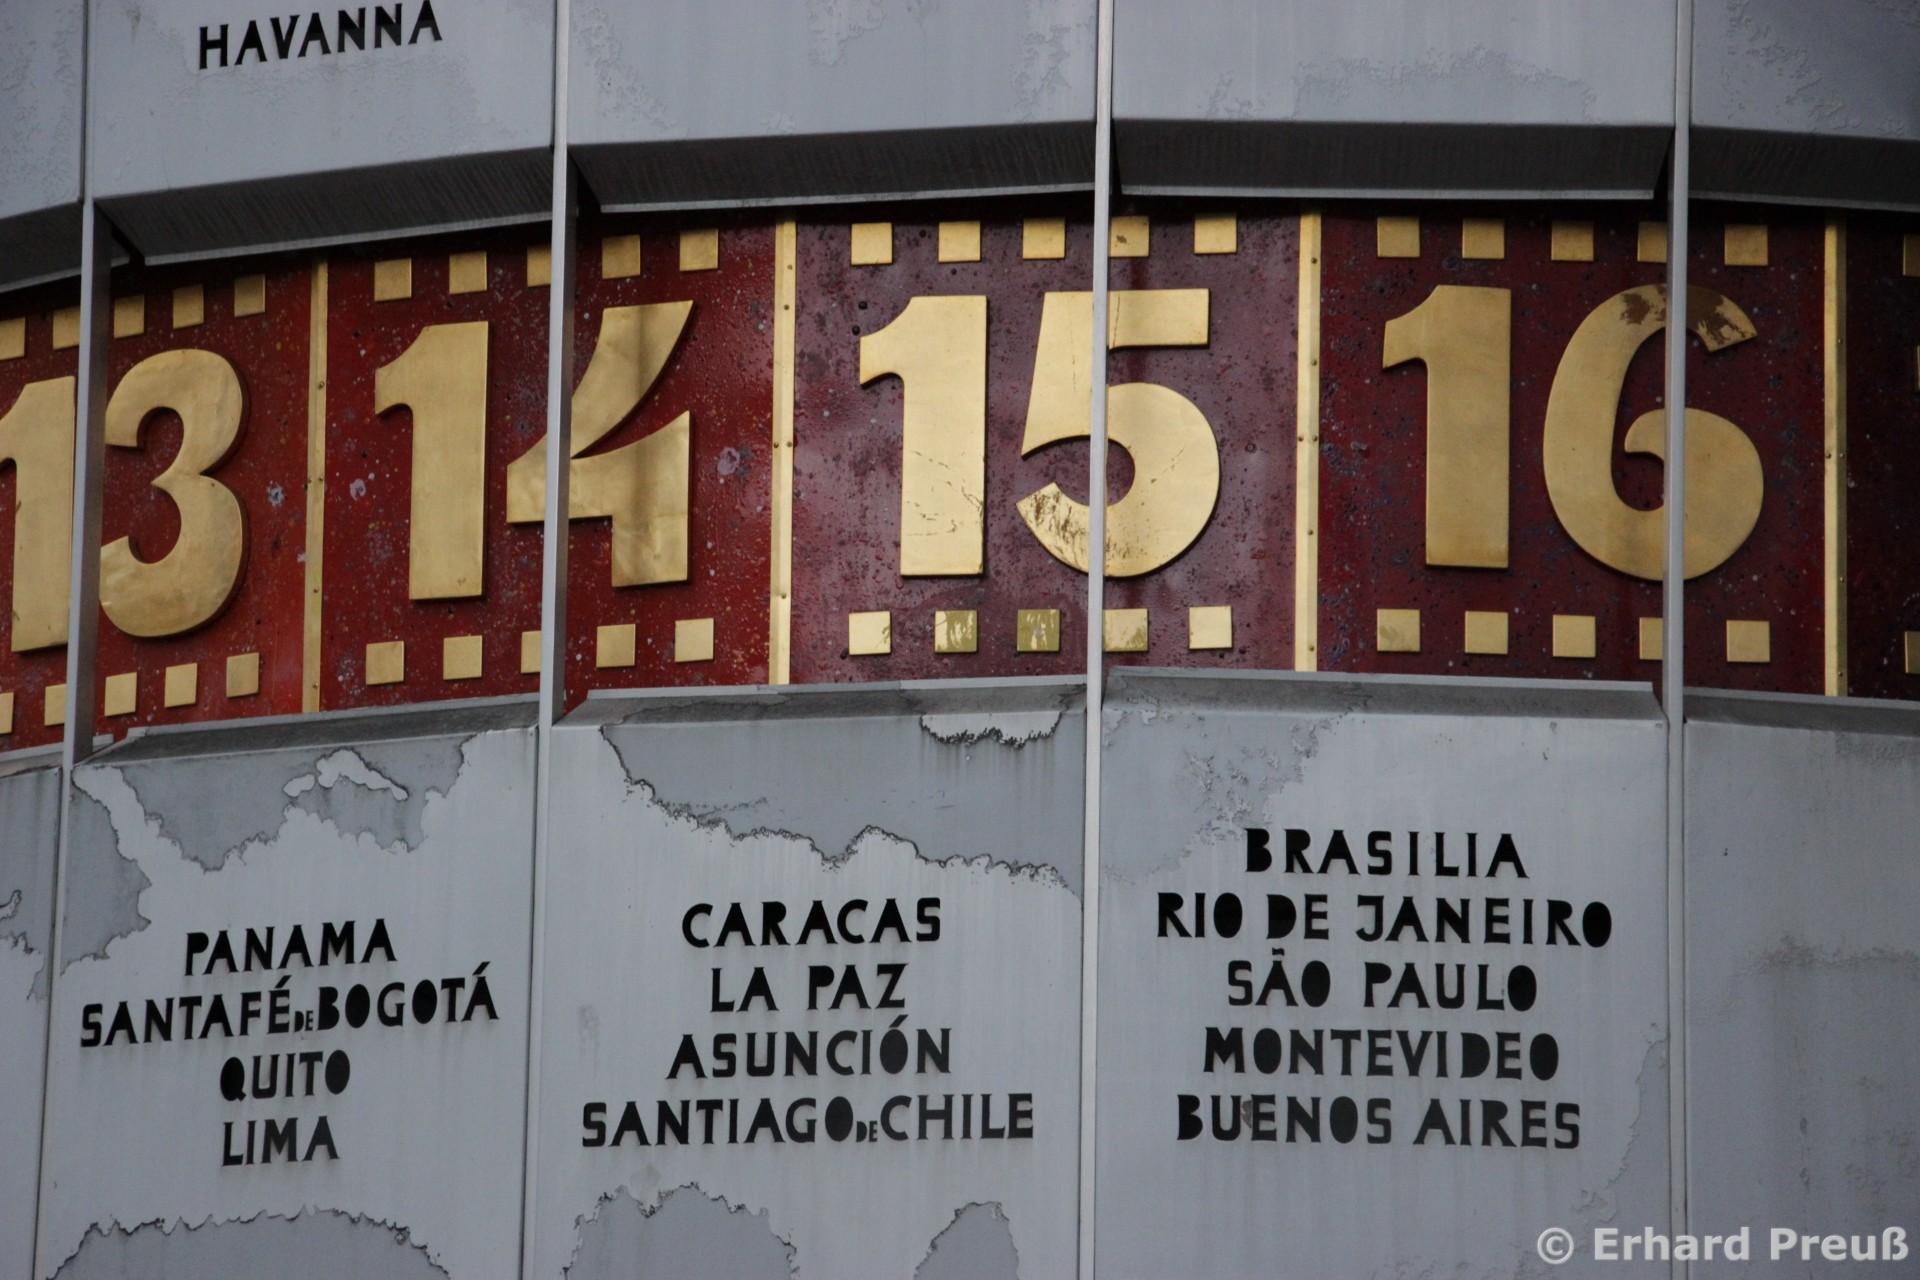 HAVANNA
13 14 15 16
PANAMA
SANTAFÉ DE BOGOTÁ
QUITO
LIMA
CARACAS
LA PAZ
ASUNCIÓN
SANTIAGO DE CHILE
BRASILIA
RIO DE JANEIRO
SÃO PAULO
MONTEVIDEO
BUENOS AIRES
© Erhard Preuß